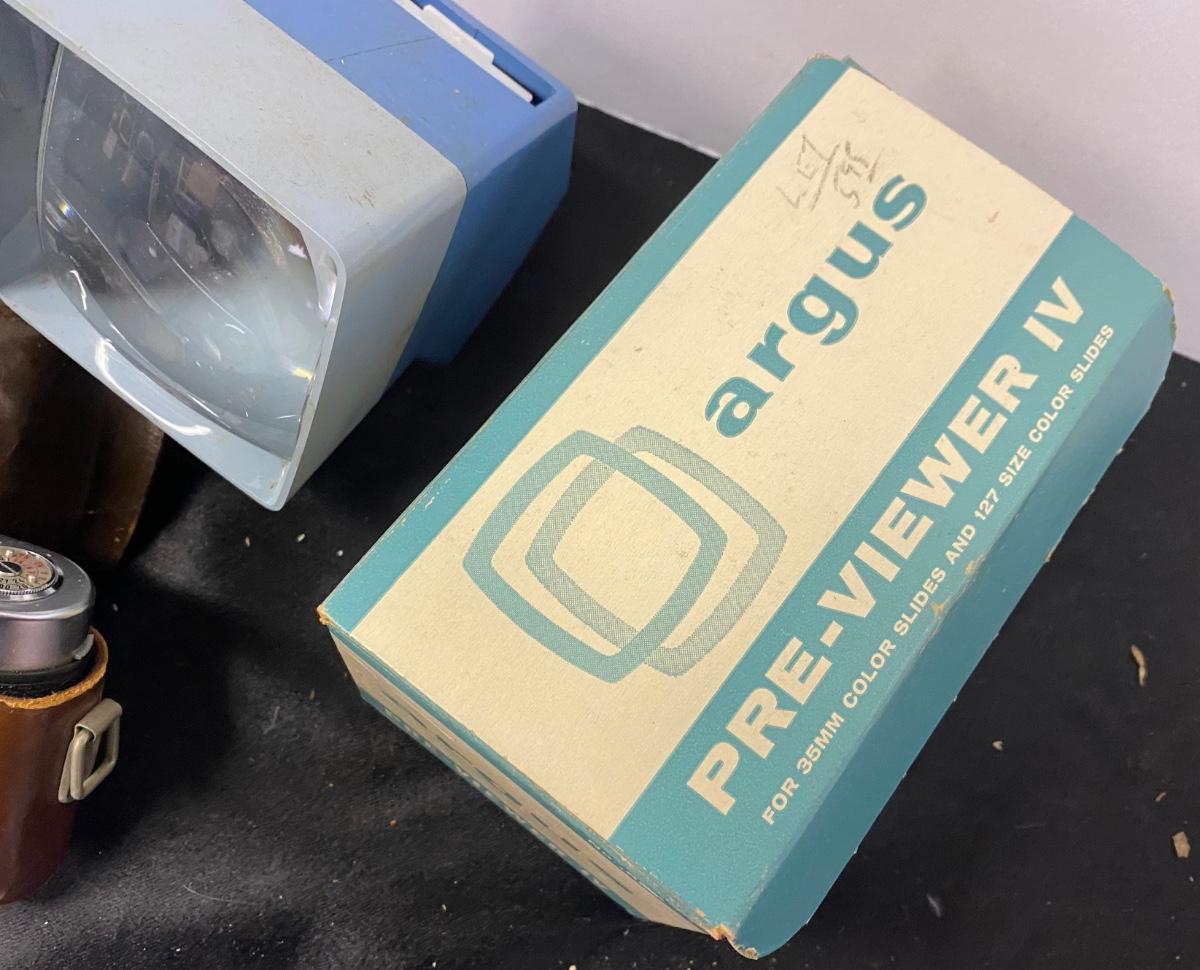 argus
PRE-VIEWER IV
FOR 35MM COLOR SLIDES AND 127 SIZE COLOR SLIDES